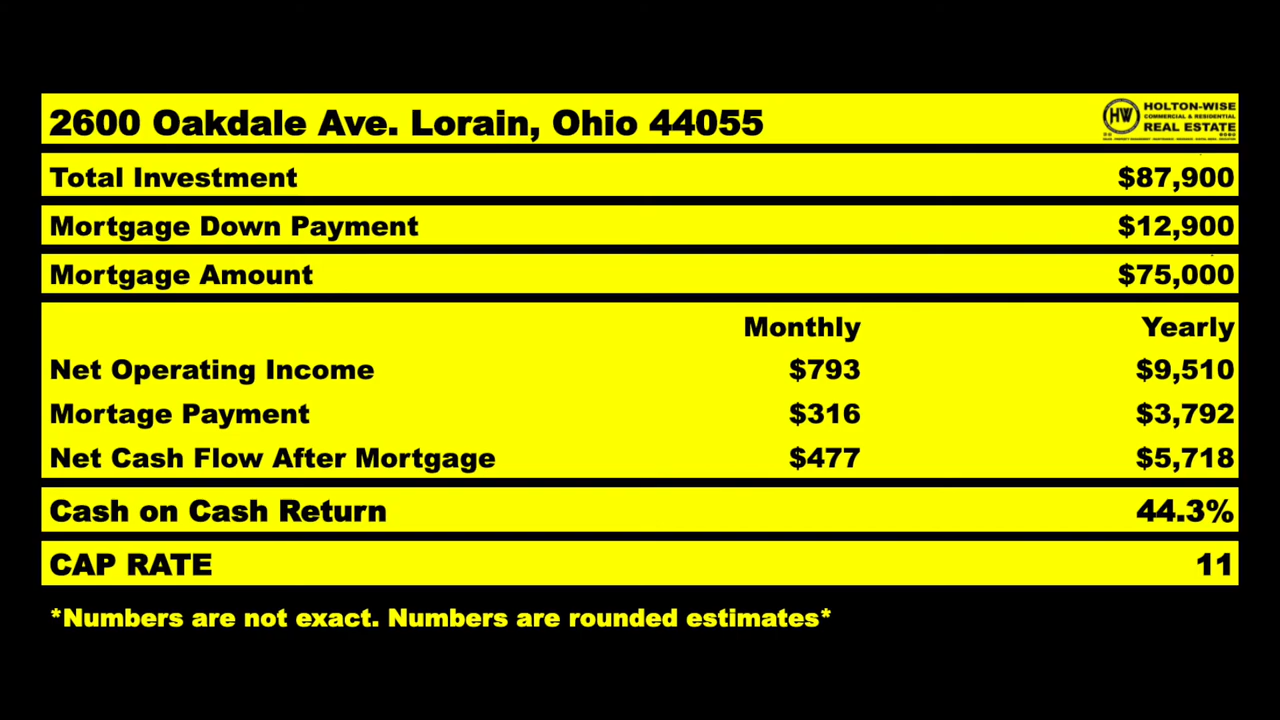 2600 Oakdale Ave. Lorain, Ohio 44055
HW
HOLTON-WISE
COMMERCIAL & RESIDENTIAL
REAL ESTATE
Total Investment $87,900
Mortgage Down Payment $12,900
Mortgage Amount $75,000
Monthly Yearly
Net Operating Income $793 $9,510
Mortage Payment $316 $3,792
Net Cash Flow After Mortgage $477 $5,718
Cash on Cash Return 44.3%
CAP RATE 11
*Numbers are not exact. Numbers are rounded estimates*